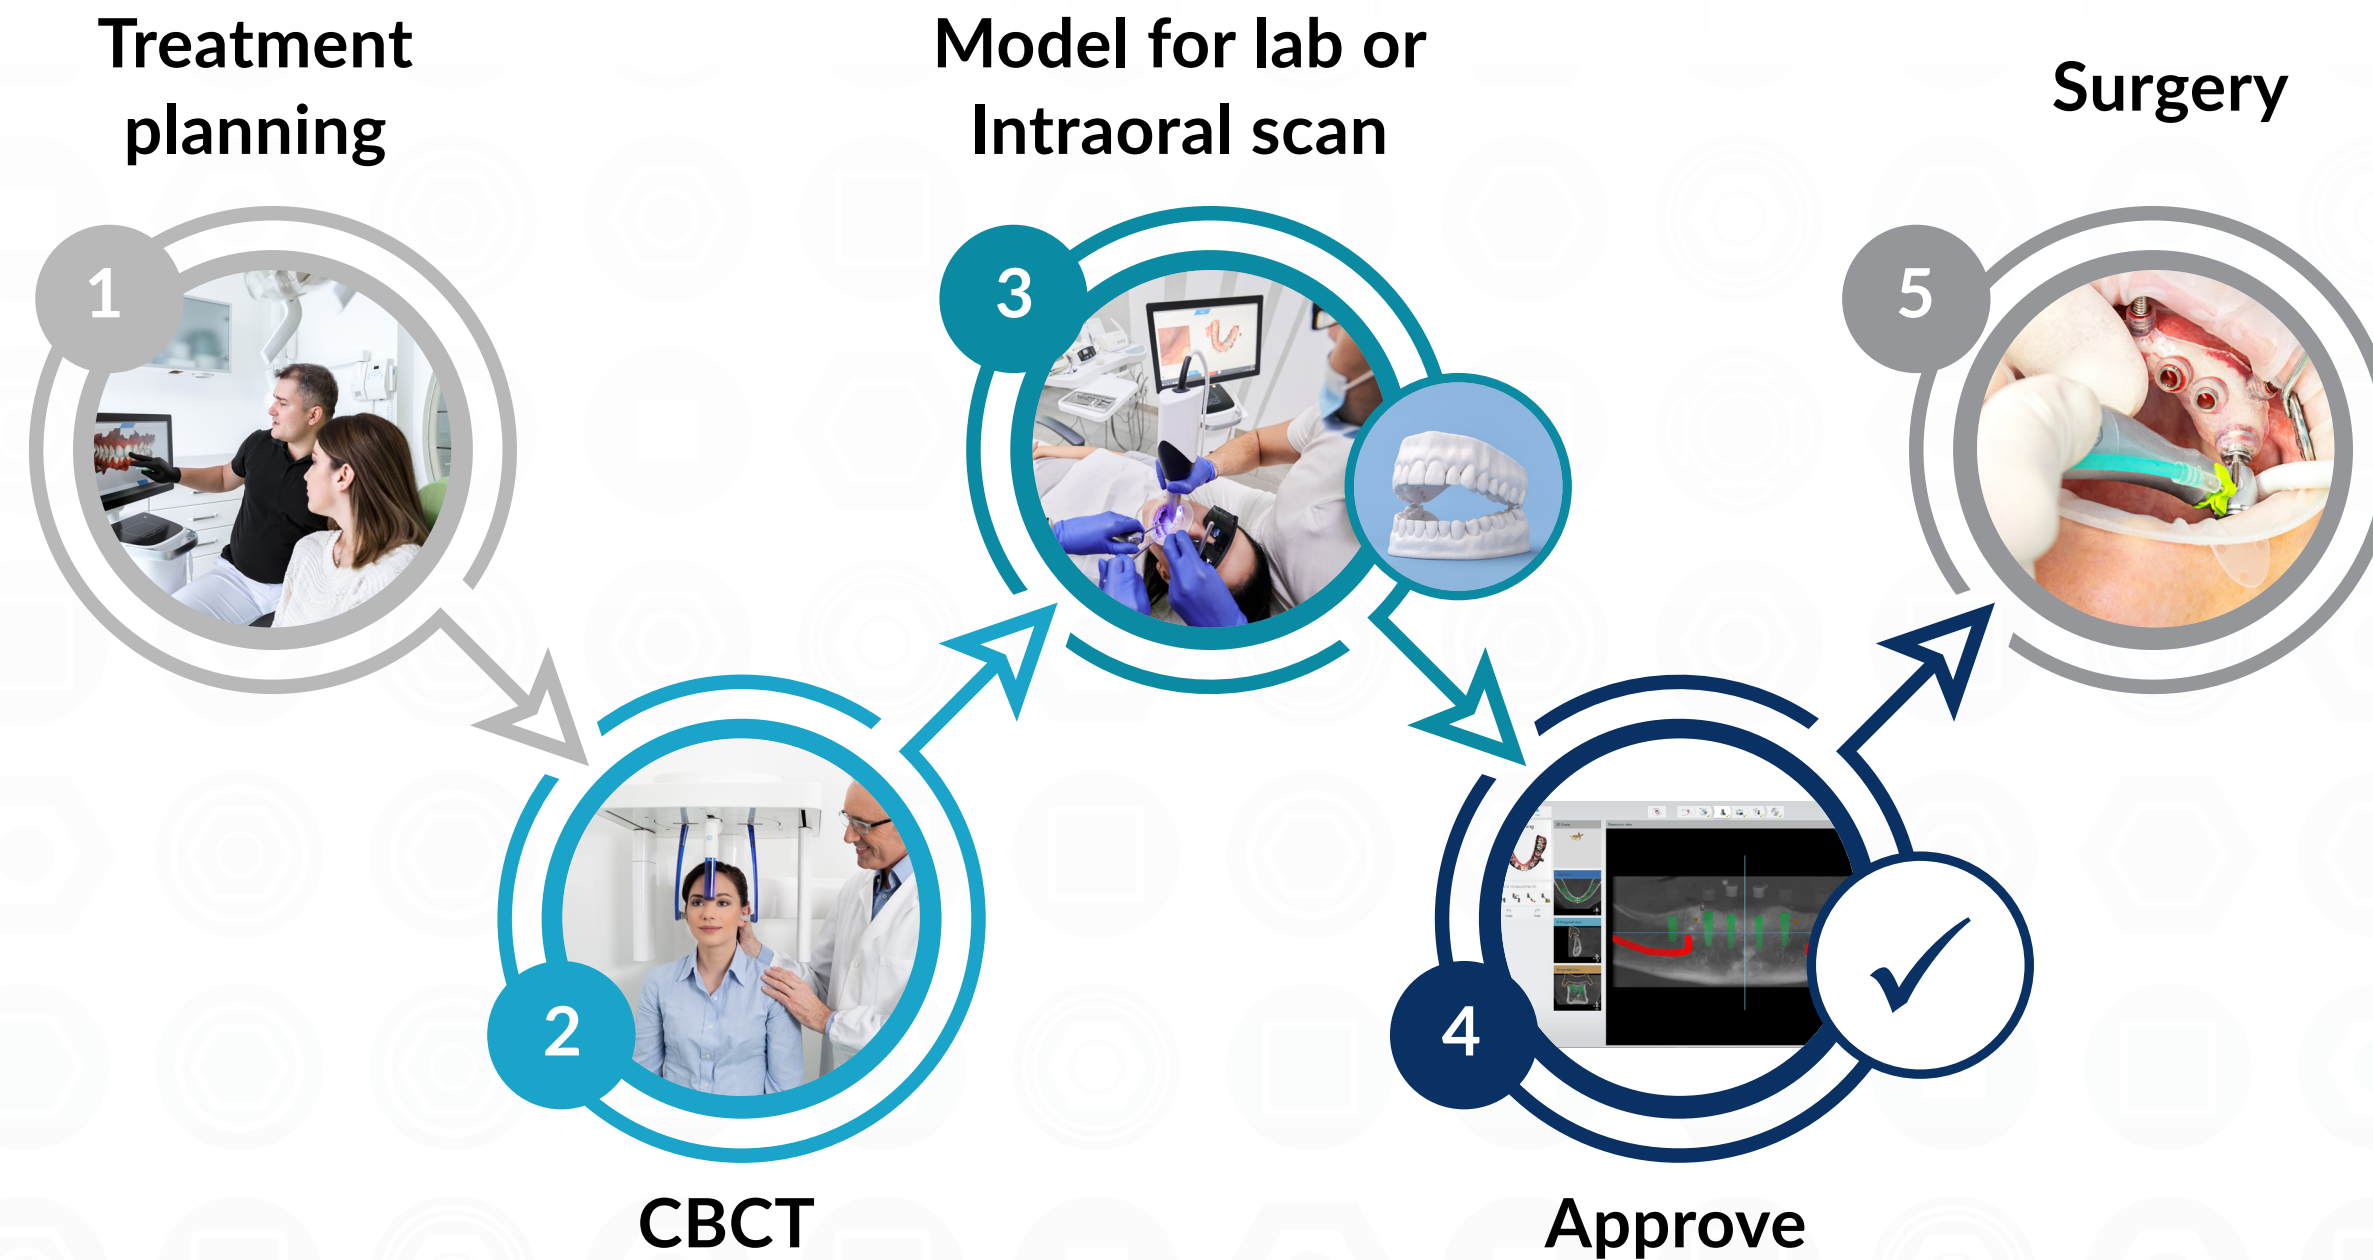 Treatment
planning
1
CBCT
2
Model for lab or
Intraoral scan
3
Approve
4
Surgery
5